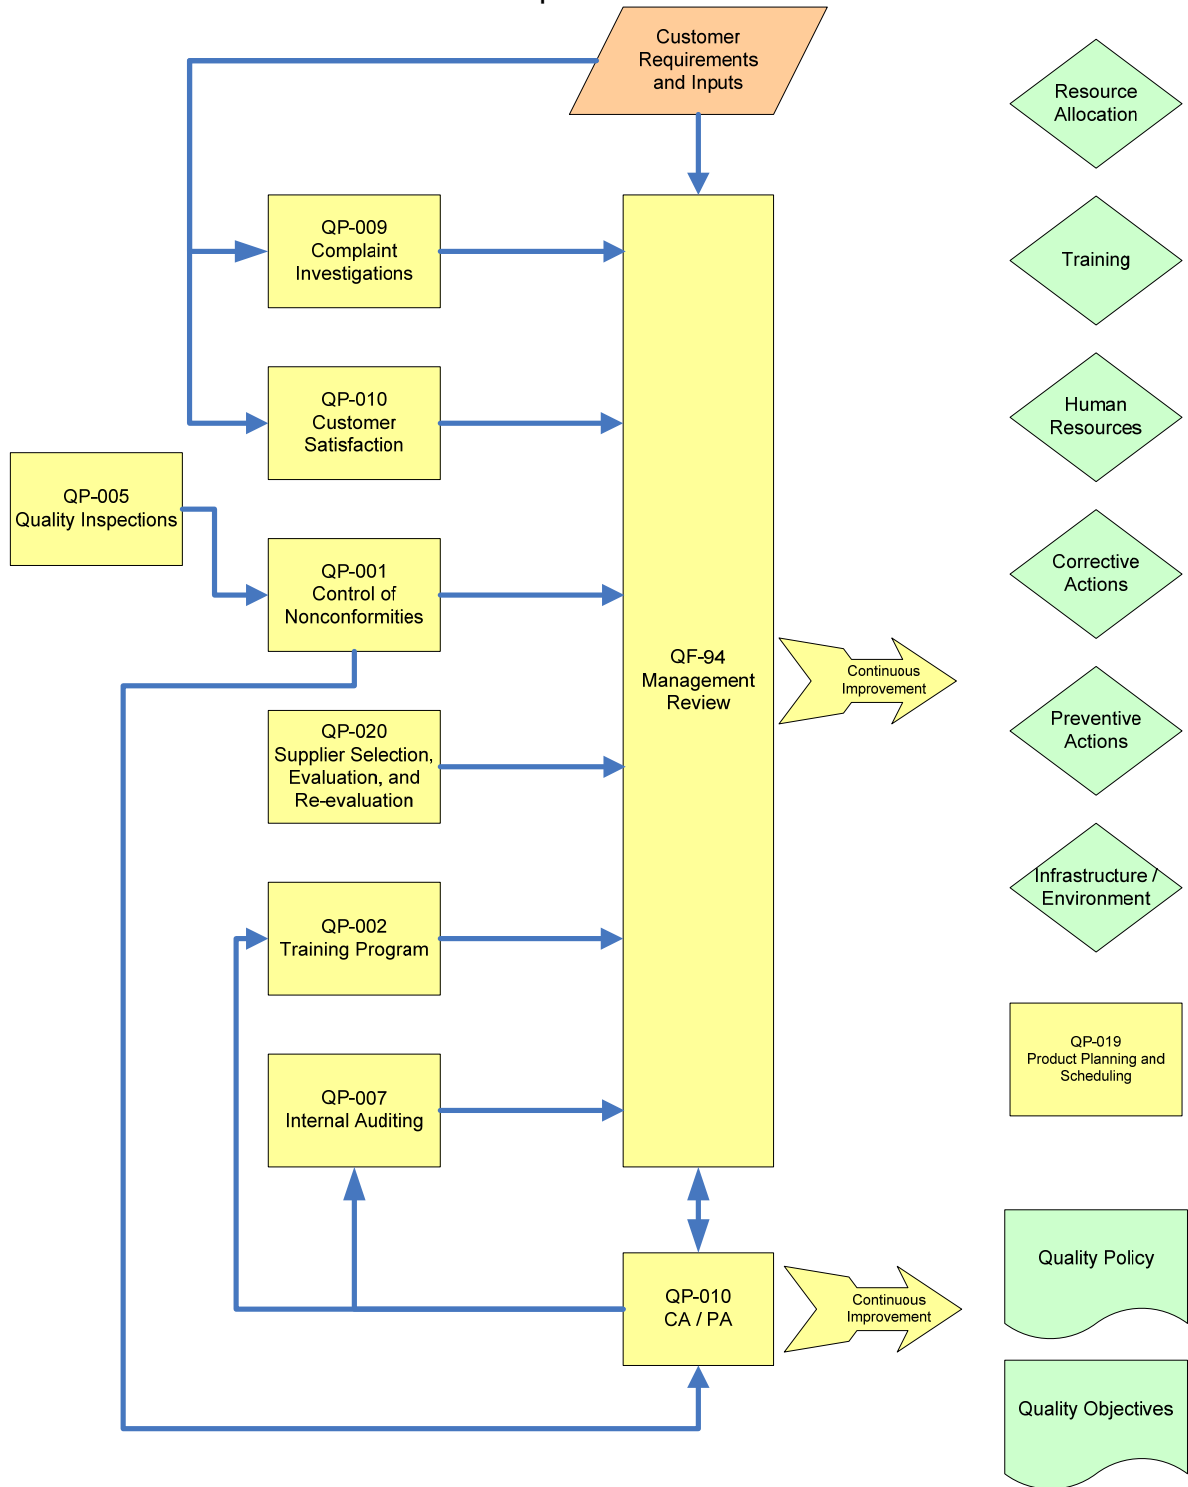 Customer
Requirements
and Inputs
Resource
Allocation
QP-009
Complaint
Investigations
Training
QP-010
Customer
Satisfaction
Human
Resources
QP-005
Quality Inspections
QP-001
Control of
Nonconformities
Corrective
Actions
QF-94
Management
Review
Continuous
Improvement
Preventive
Actions
QP-020
Supplier Selection,
Evaluation, and
Re-evaluation
Infrastructure /
Environment
QP-002
Training Program
QP-019
Product Planning and
Scheduling
QP-007
Internal Auditing
Quality Policy
QP-010
CA / PA
Continuous
Improvement
Quality Objectives